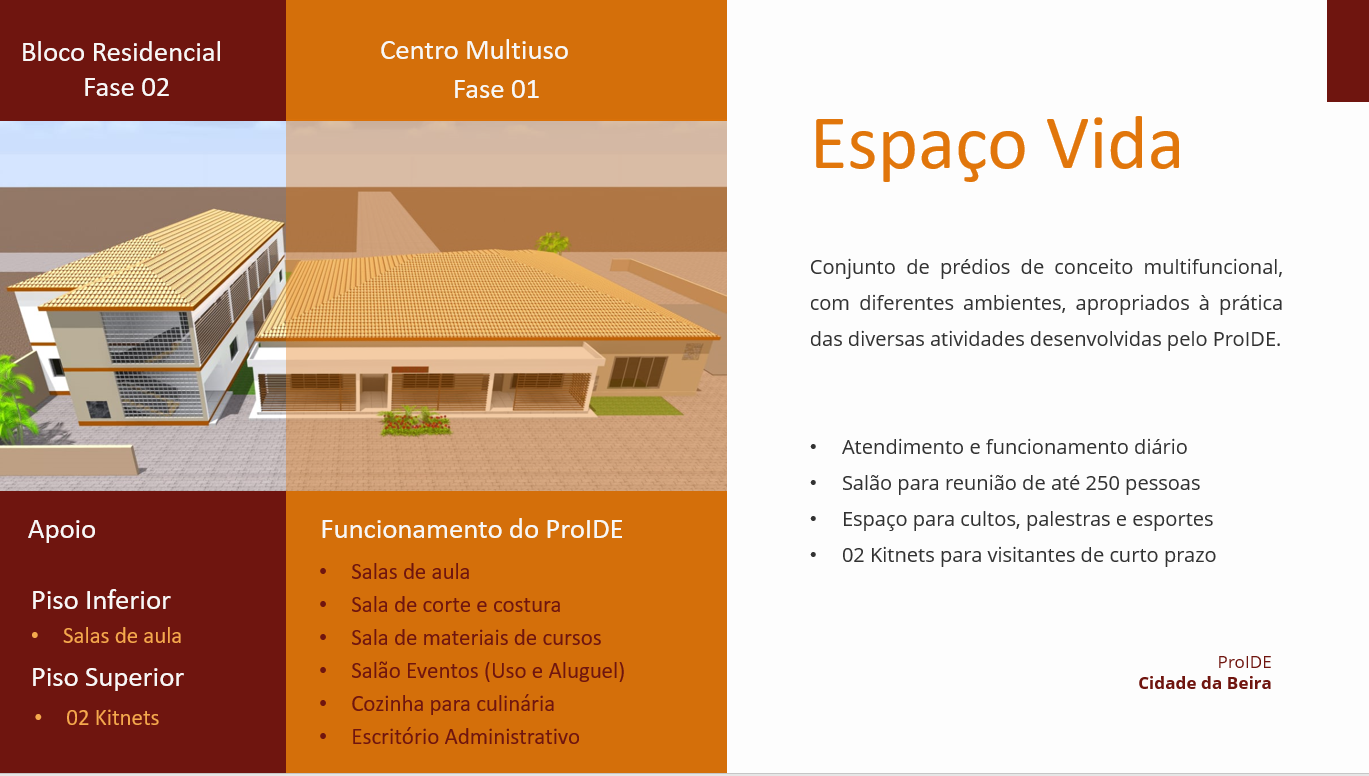 Bloco Residencial
Fase 02
Centro Multiuso
Fase 01
Apoio
Piso Inferior
• Salas de aula
Piso Superior
• 02 Kitnets
Funcionamento do ProIDE
• Salas de aula
• Sala de corte e costura
• Sala de materiais de cursos
• Salão Eventos (Uso e Aluguel)
• Cozinha para culinária
• Escritório Administrativo
Espaço Vida
Conjunto de prédios de conceito multifuncional,
com diferentes ambientes, apropriados à prática
das diversas atividades desenvolvidas pelo ProIDE.
• Atendimento e funcionamento diário
• Salão para reunião de até 250 pessoas
• Espaço para cultos, palestras e esportes
• 02 Kitnets para visitantes de curto prazo
ProIDE
Cidade da Beira